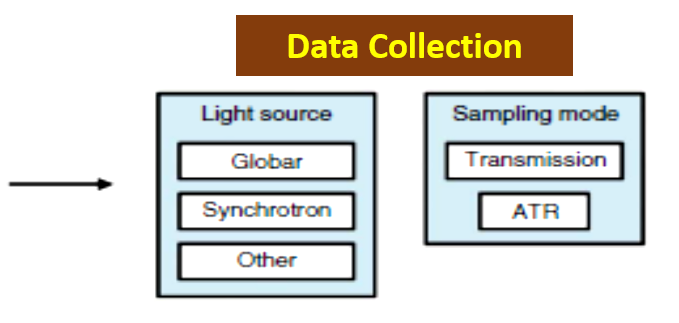 Data Collection
Light source
Globar
Synchrotron
Other
Sampling mode
Transmission
ATR